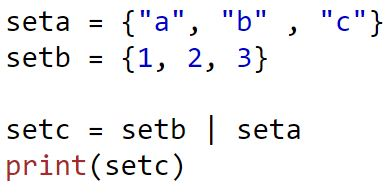 seta = {"a", "b" , "c"}
setb = {1, 2, 3}
setc = setb | seta
print(setc)